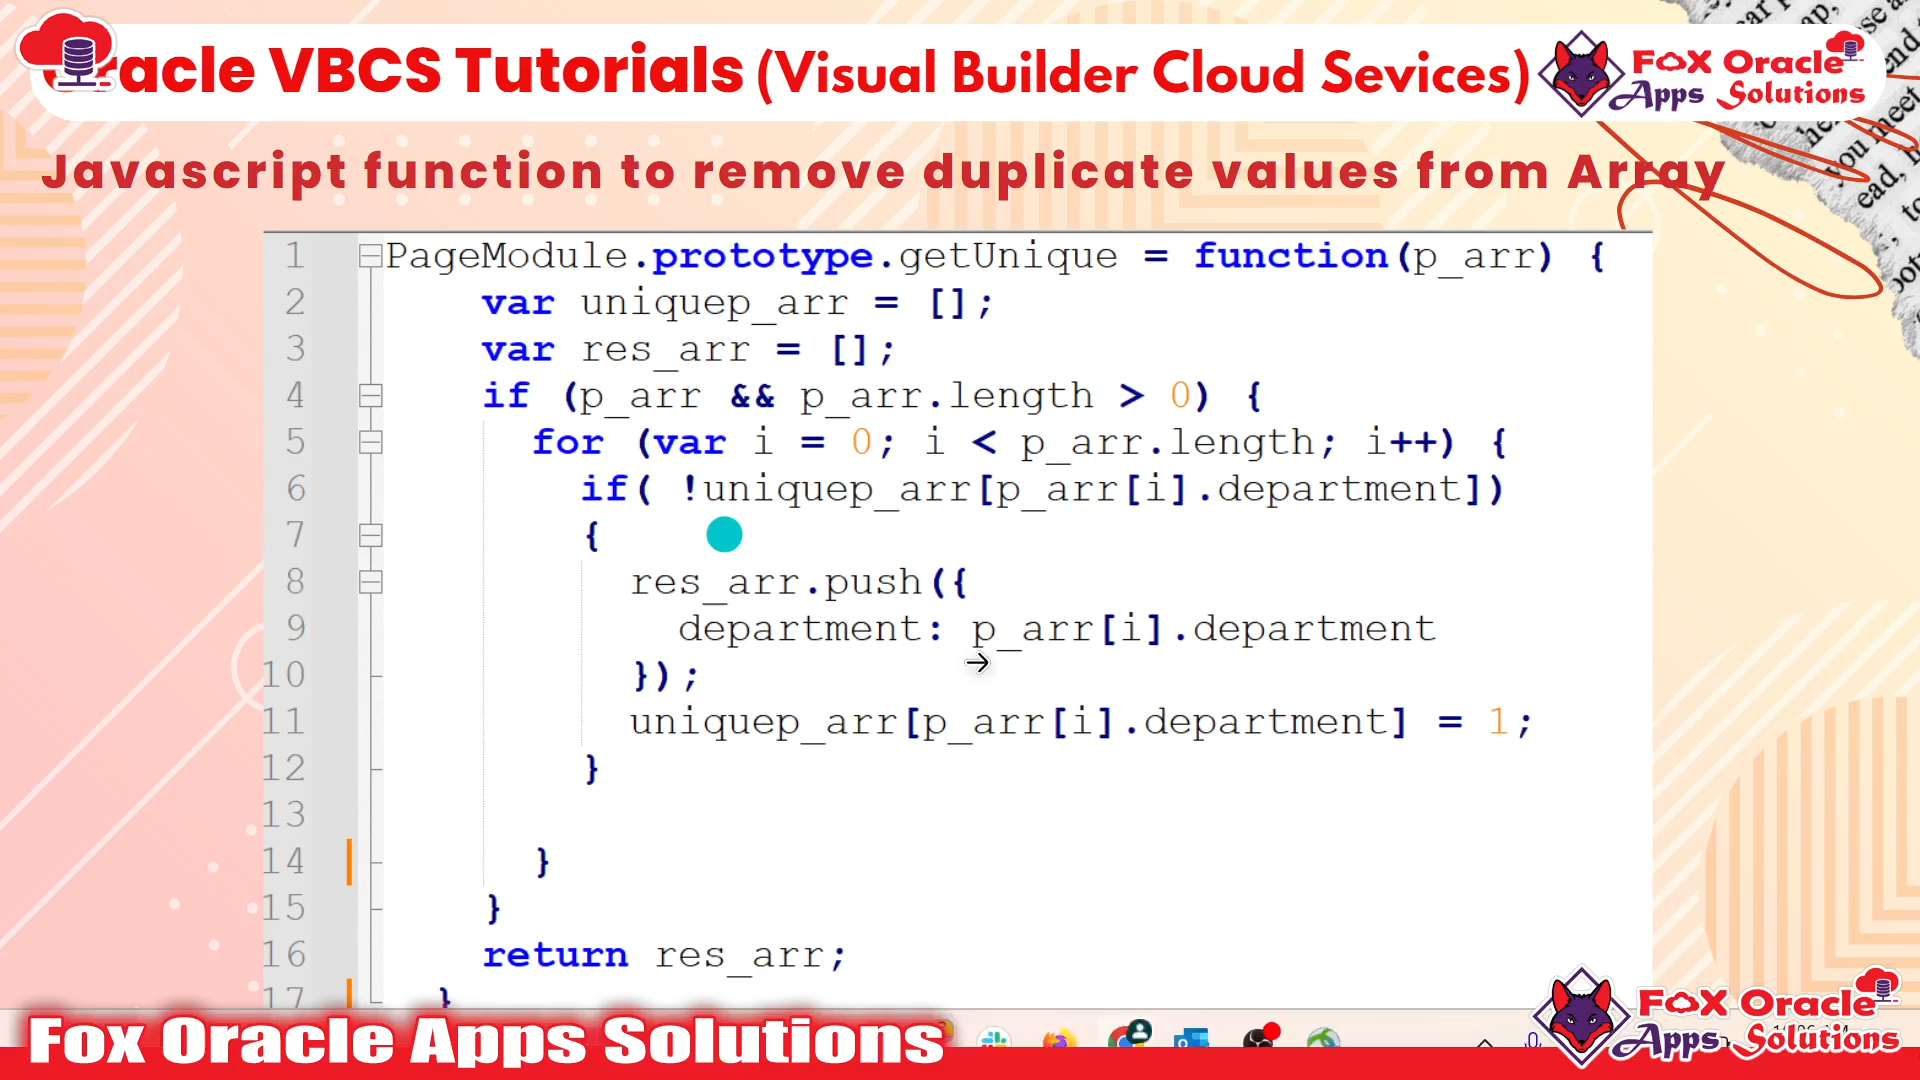 racle VBCS Tutorials (Visual Builder Cloud Sevices)
Fox Oracle
Apps Solutions
Javascript function to remove duplicate values from Array
1 PageModule.prototype.getUnique = function(p_arr) {
2 var uniquep_arr = [];
3 var res_arr = [];
4 if (p_arr && p_arr.length > 0) {
5 for (var i = 0; i < p_arr.length; i++) {
6 if( !uniquep_arr[p_arr[i].department])
7 {
8 res_arr.push({
9 department: p_arr[i].department
10 });
11 uniquep_arr[p_arr[i].department] = 1;
12 }
13
14 }
15 }
16 return res_arr;
17 }
Fox Oracle Apps Solutions
Fox Oracle
Apps Solutions